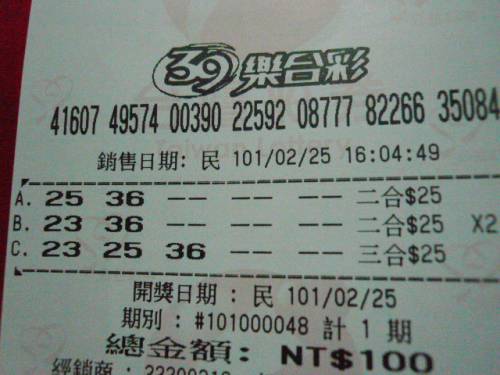 39樂合彩
41607 49574 00390 22592 08777 82266 35084
銷售日期: 民 101/02/25 16:04:49
A. 25 36 -- -- -- 二合$25
B. 23 36 -- -- -- 二合$25 X2
C. 23 25 36 -- -- 三合$25
開獎日期 : 民 101/02/25
期別 : #101000048 計 1 期
總金額: NT$100
經銷商 :